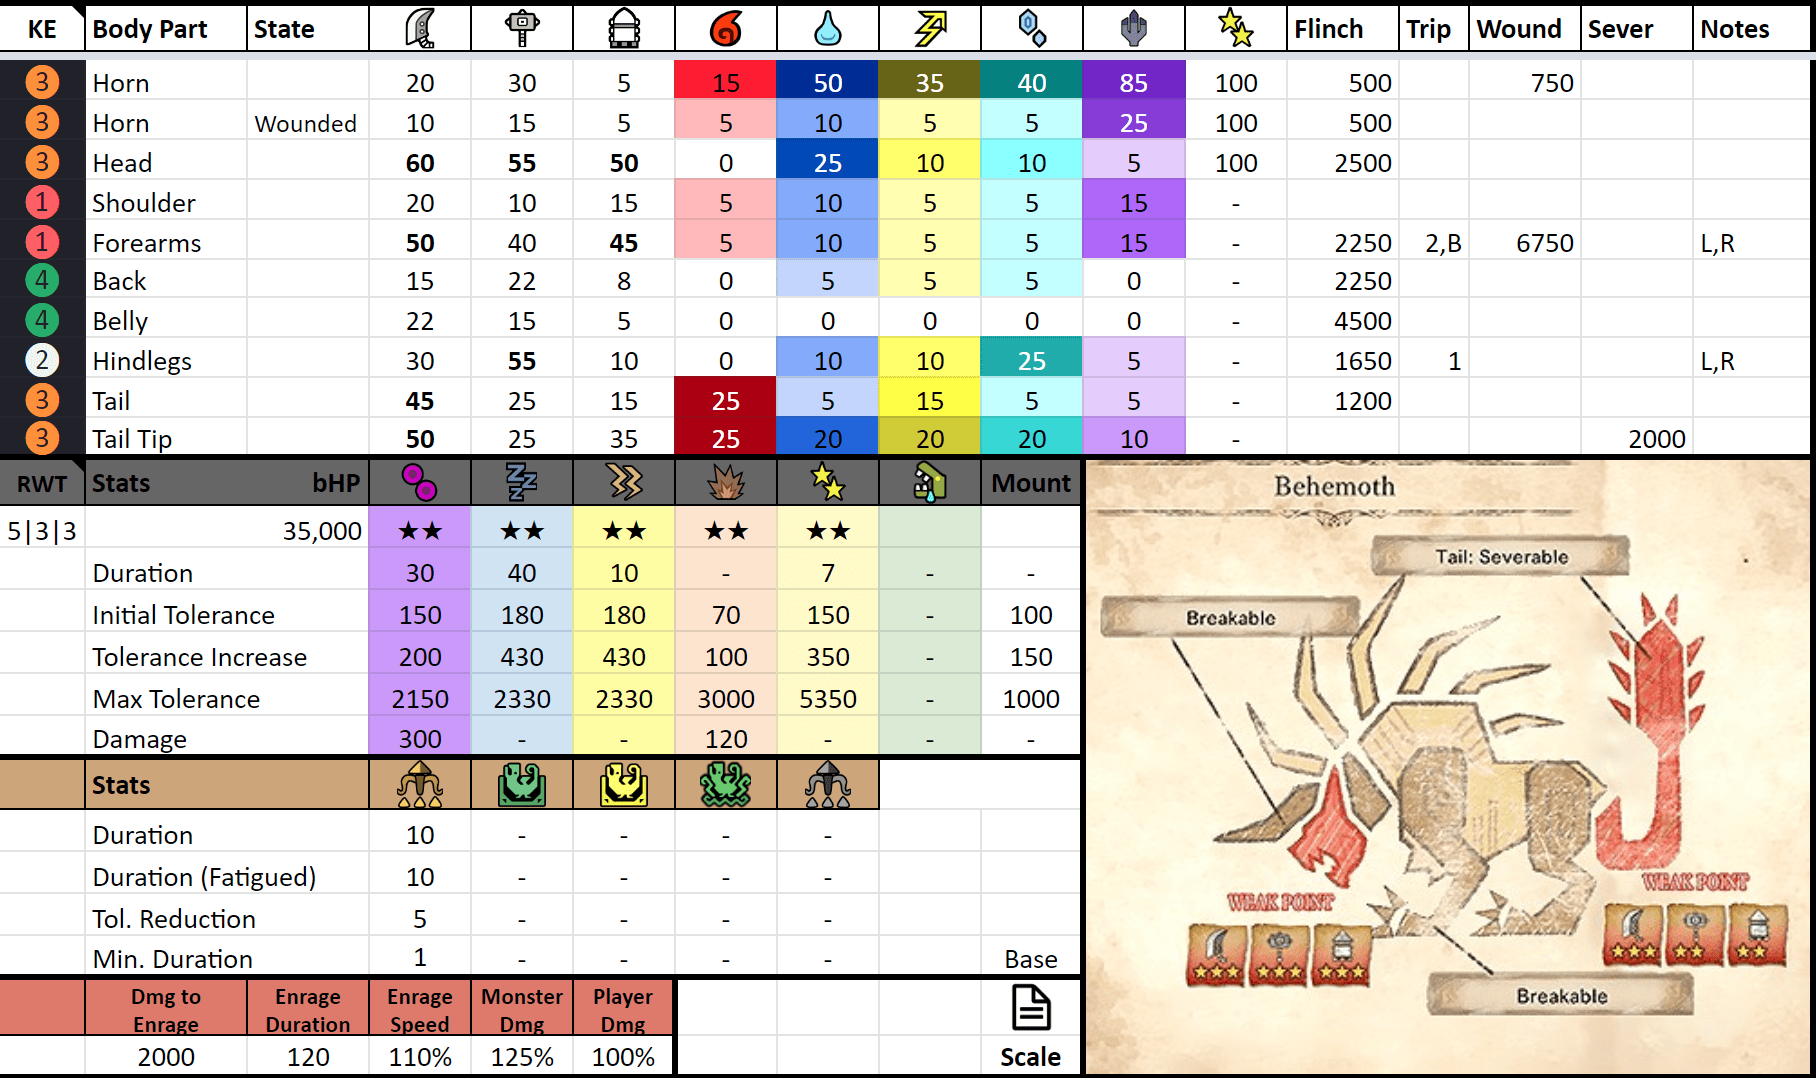 KE Body Part State Flinch Trip Wound Sever Notes
3 Horn 20 30 5 15 50 35 40 85 100 500 750
3 Horn Wounded 10 15 5 5 10 5 5 25 100 500
3 Head 60 55 50 0 25 10 10 5 100 2500
1 Shoulder 20 10 15 5 10 5 5 15 -
1 Forearms 50 40 45 5 10 5 5 15 - 2250 2,B 6750 L,R
4 Back 15 22 8 0 5 5 5 0 - 2250
4 Belly 22 15 5 0 0 0 0 0 - 4500
2 Hindlegs 30 55 10 0 10 10 25 5 - 1650 1 L,R
3 Tail 45 25 15 25 5 15 5 5 - 1200
3 Tail Tip 50 25 35 25 20 20 20 10 - 2000
RWT Stats bHP Mount
5|3|3 35,000 ★★ ★★ ★★ ★★ ★★
Duration 30 40 10 - 7 - -
Initial Tolerance 150 180 180 70 150 - 100
Tolerance Increase 200 430 430 100 350 - 150
Max Tolerance 2150 2330 2330 3000 5350 - 1000
Damage 300 - - 120 - - -
Stats
Duration 10 - - - -
Duration (Fatigued) 10 - - - -
Tol. Reduction 5 - - - -
Min. Duration 1 - - - - Base
Dmg to Enrage Enrage Monster Player
Enrage Duration Speed Dmg Dmg
2000 120 110% 125% 100% Scale
Behemoth
Tail: Severable
Breakable
WEAK POINT
★★★ ★★★ ★★★
WEAK POINT
★★★ ★★ ★★
Breakable